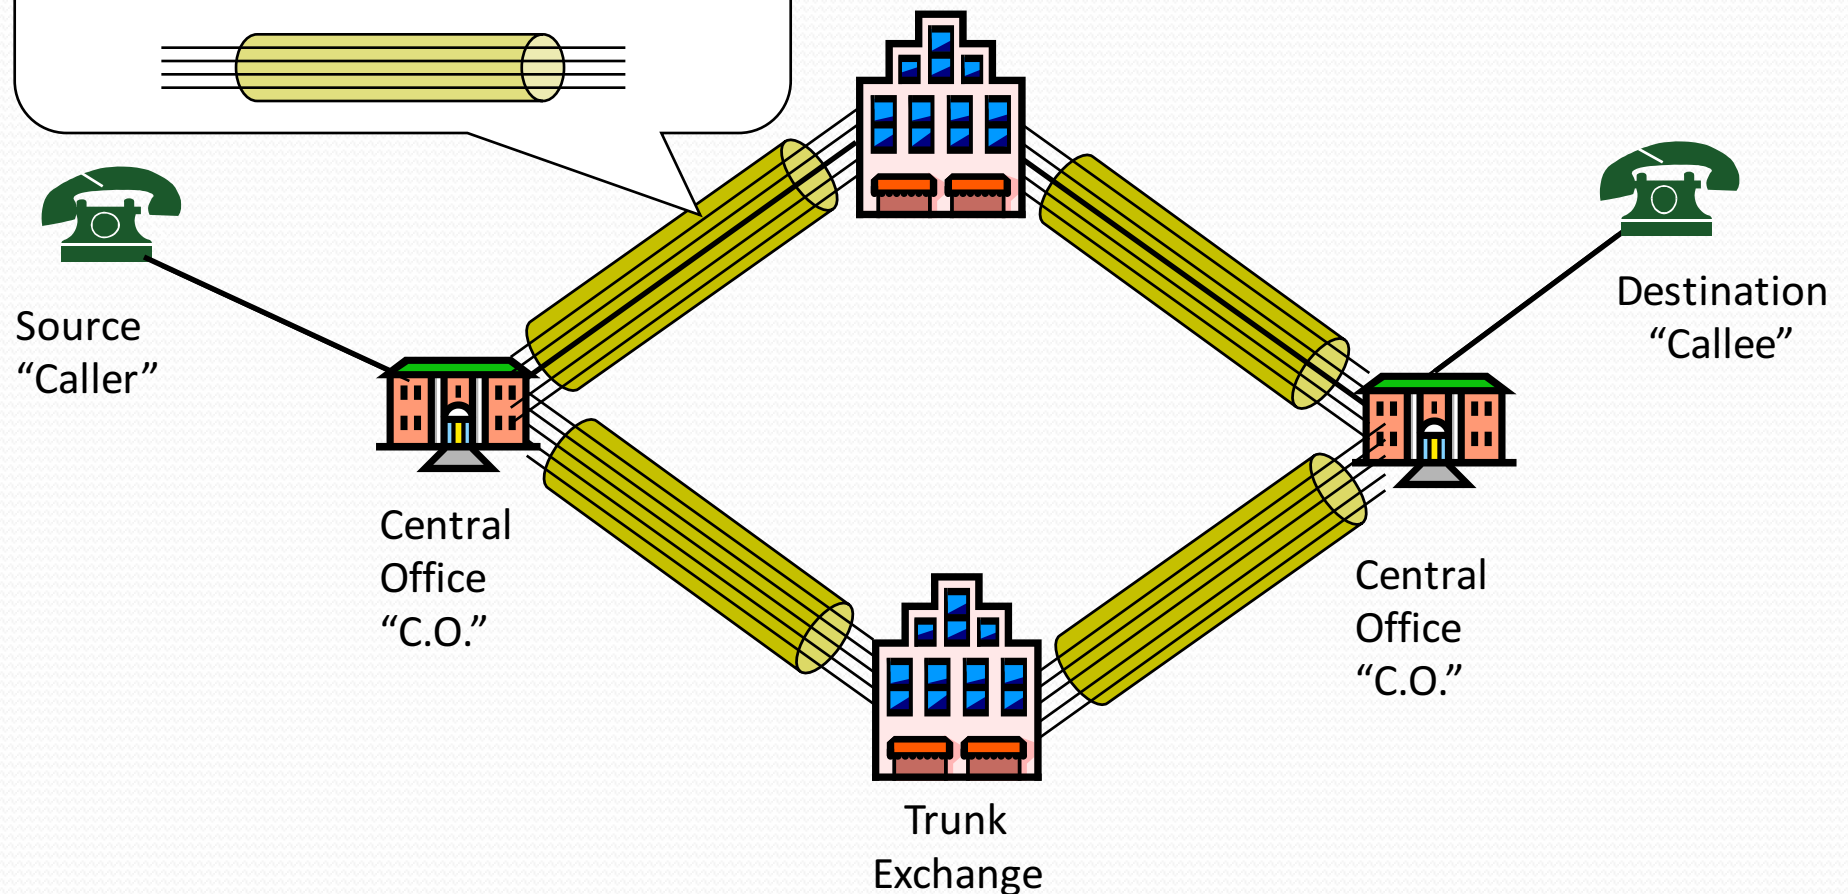 Source
“Caller”
Destination
“Callee”
Central
Office
“C.O.”
Central
Office
“C.O.”
Trunk
Exchange